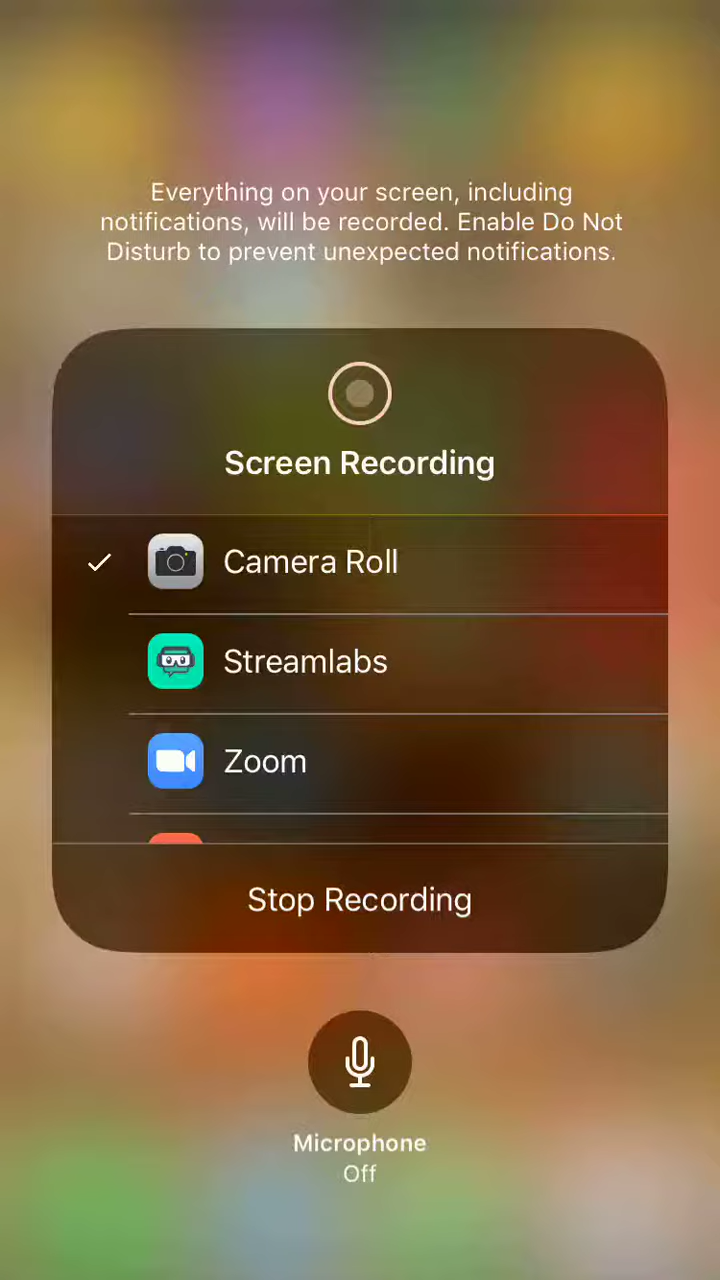 Everything on your screen, including
notifications, will be recorded. Enable Do Not
Disturb to prevent unexpected notifications.
Screen Recording
Camera Roll
Streamlabs
Zoom
Stop Recording
Microphone
Off